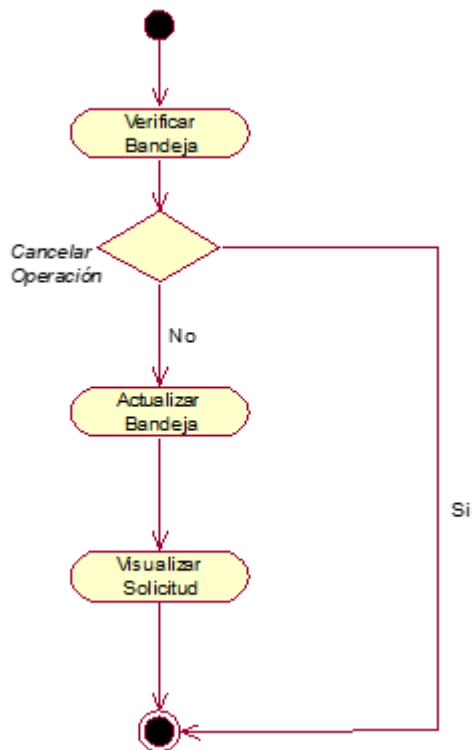 Verificar
Bandeja
Cancelar
Operación
No
Actualizar
Bandeja
Si
Visualizar
Solicitud